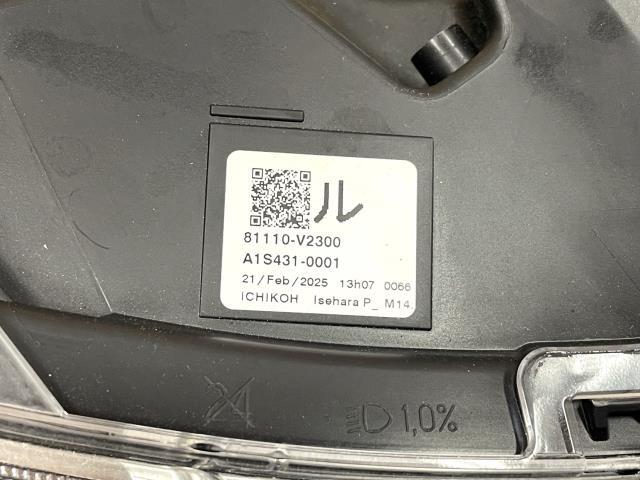 ル
81110-V2300
A1S431-0001
21/Feb/2025 13h07 0066
ICHIKOH Isehara P_ M14
1,0%